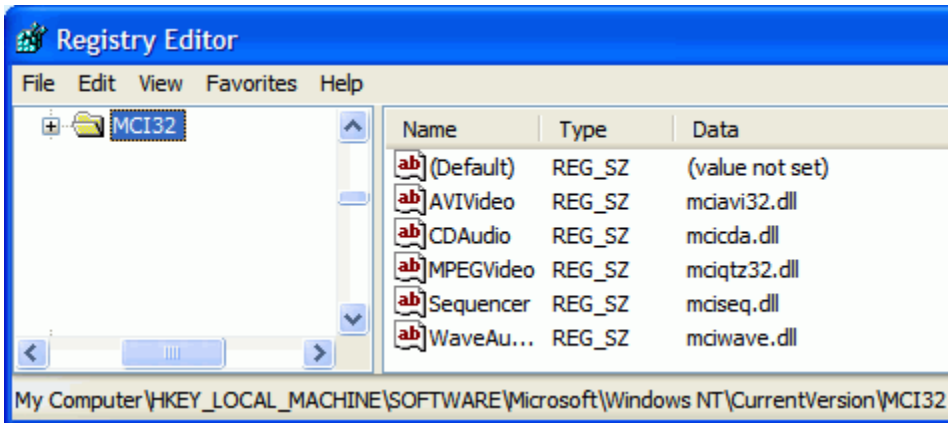 Registry Editor
File Edit View Favorites Help
MCI32
Name Type Data
(Default) REG_SZ (value not set)
AVIVideo REG_SZ mciavi32.dll
CDAudio REG_SZ mcicda.dll
MPEGVideo REG_SZ mciqtz32.dll
Sequencer REG_SZ mciseq.dll
WaveAu... REG_SZ mciwave.dll
My Computer\HKEY_LOCAL_MACHINE\SOFTWARE\Microsoft\Windows NT\CurrentVersion\MCI32